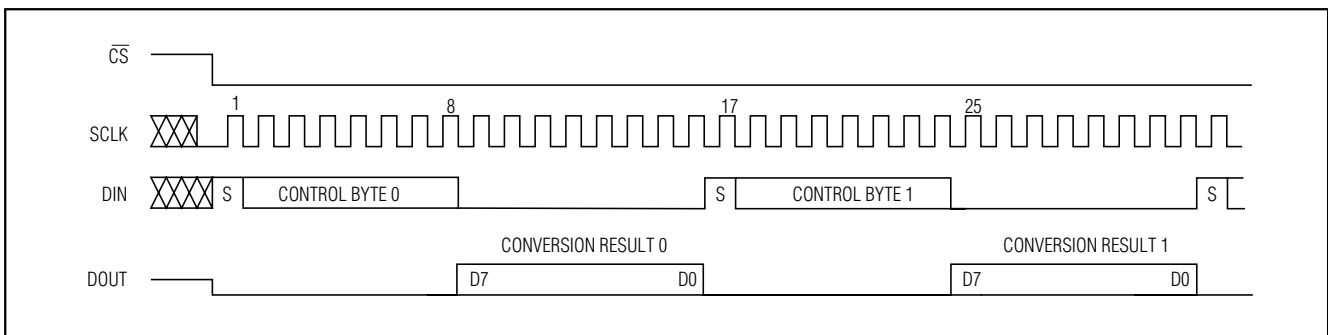 C̅S̅
1 8 17 25
SCLK
DIN S CONTROL BYTE 0 S CONTROL BYTE 1 S
CONVERSION RESULT 0 CONVERSION RESULT 1
DOUT D7 D0 D7 D0